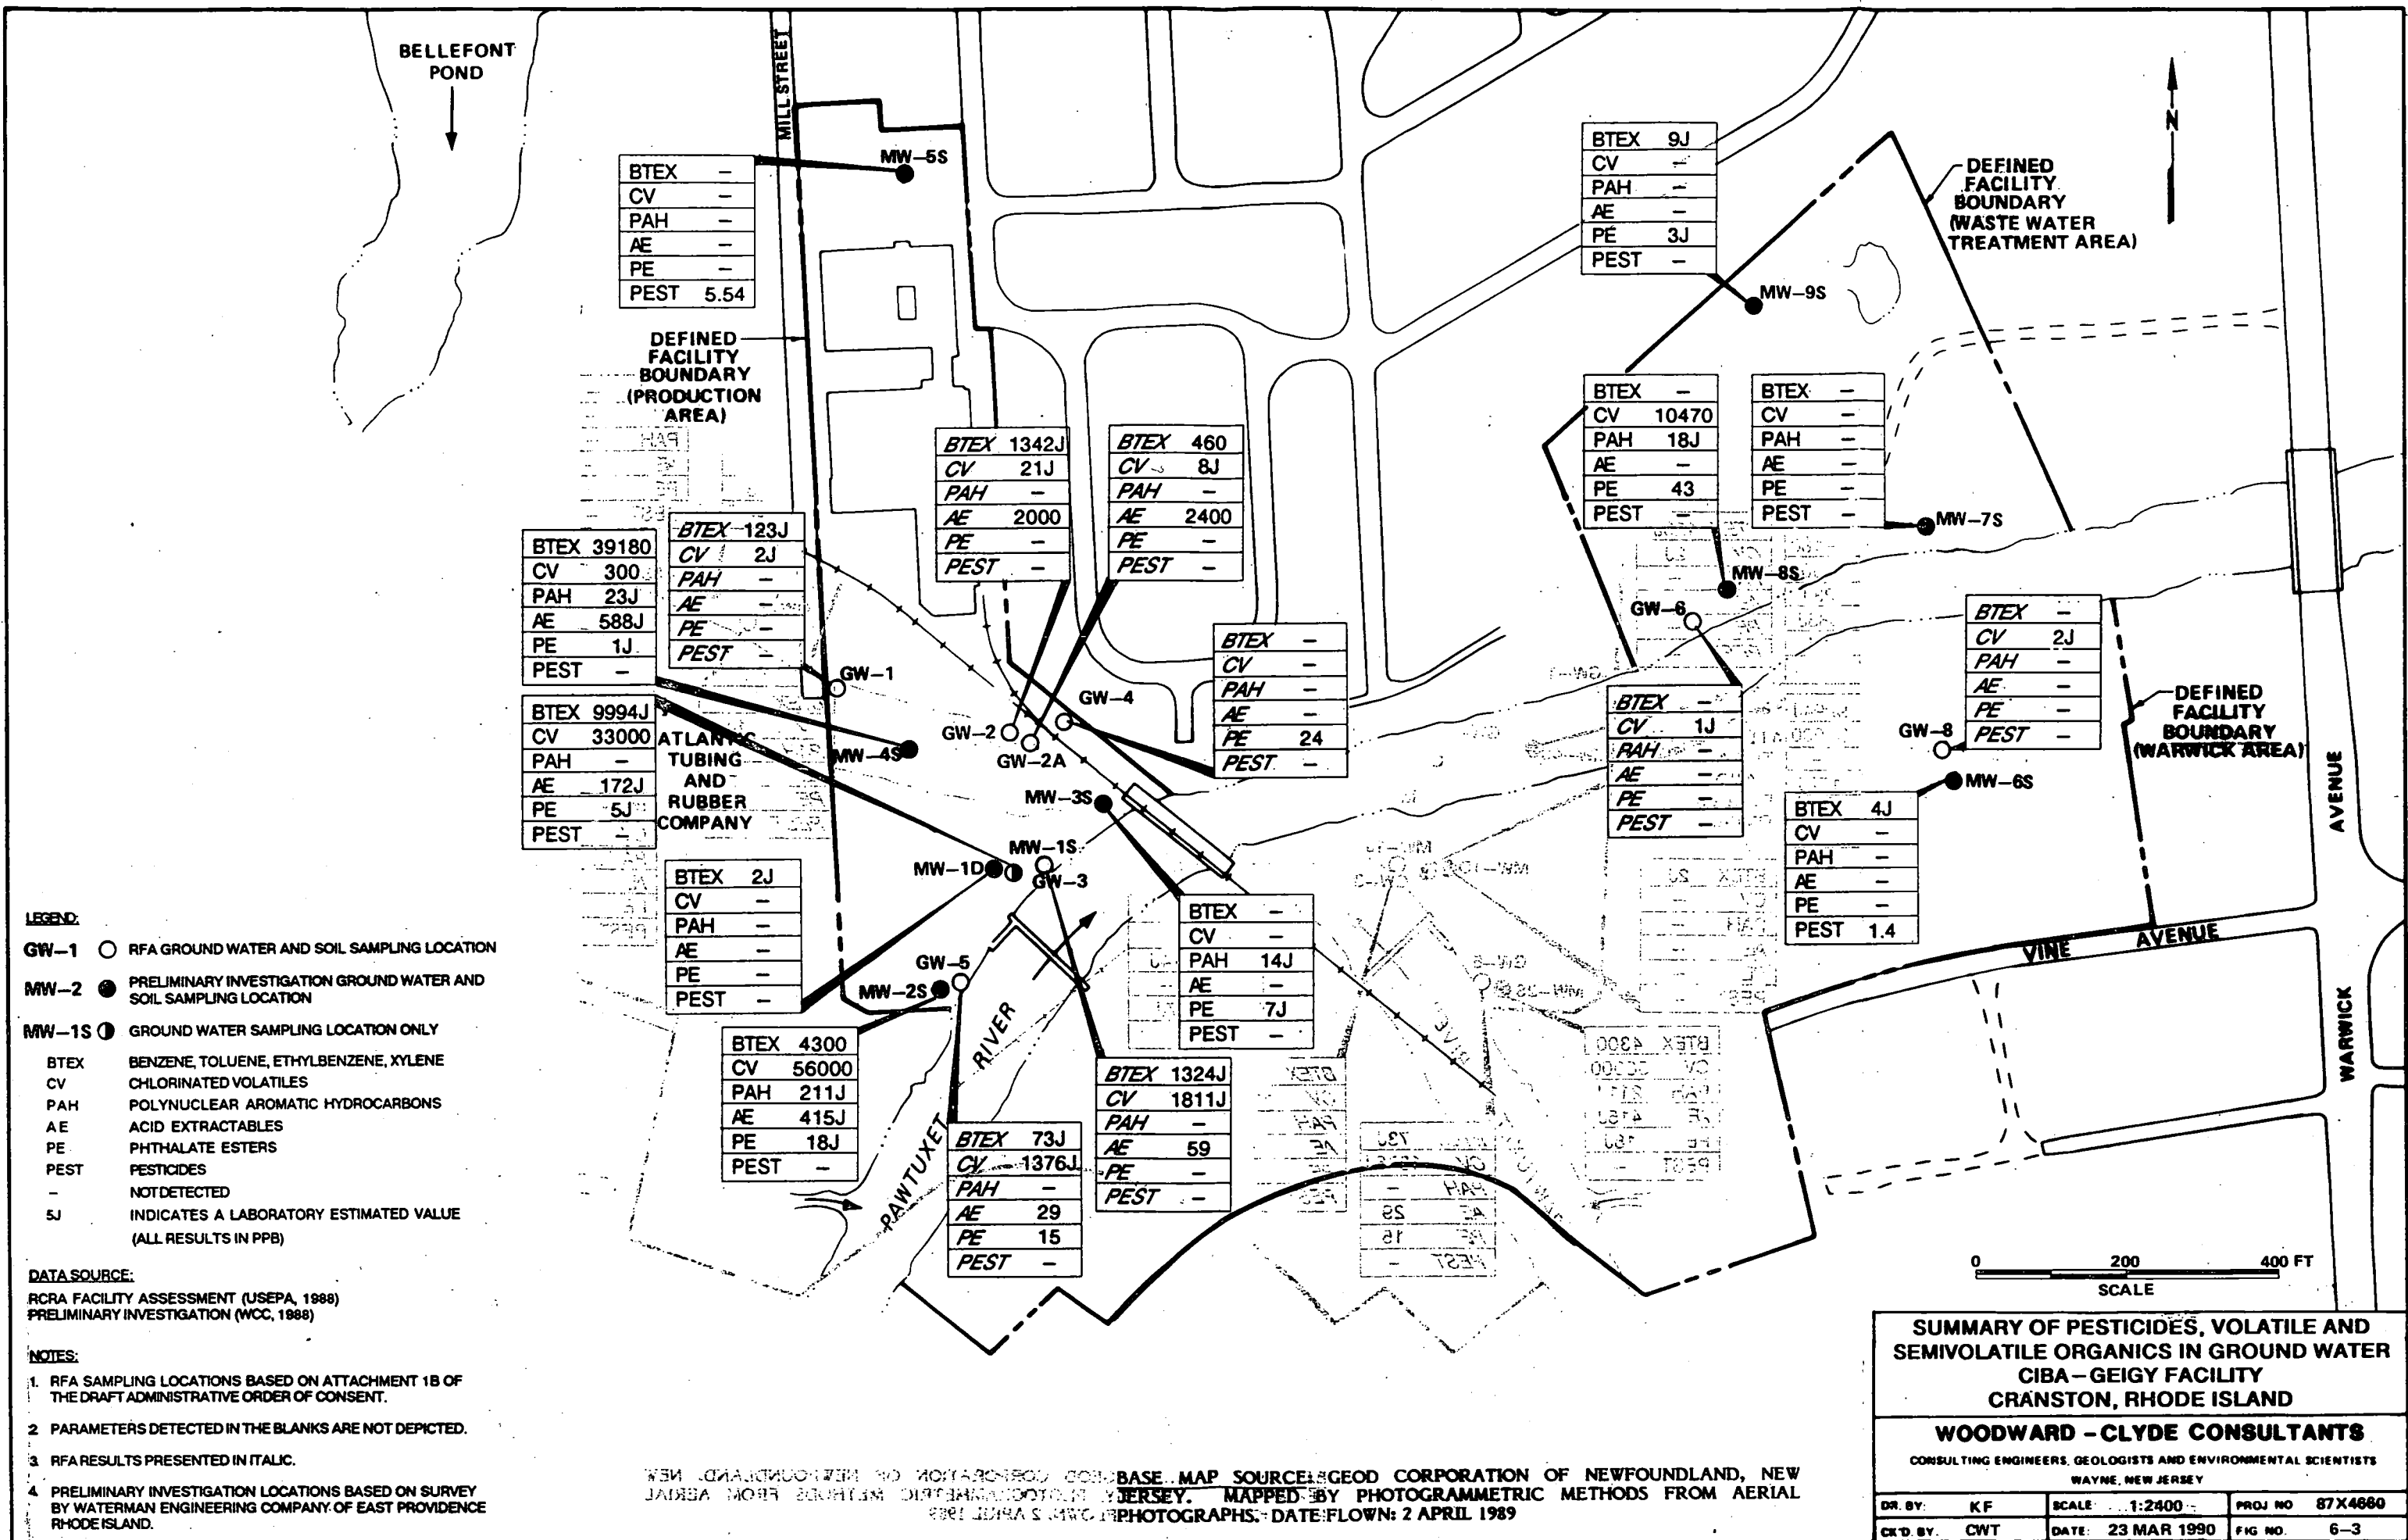 BELLEFONT
POND
MILL STREET
N
MW-5S
BTEX –
CV –
PAH –
AE –
PE –
PEST 5.54
DEFINED
FACILITY
BOUNDARY
(PRODUCTION
AREA)
BTEX 9J
CV –
PAH –
AE –
PE 3J
PEST –
MW-9S
DEFINED
FACILITY
BOUNDARY
(WASTE WATER
TREATMENT AREA)
BTEX 1342J
CV 21J
PAH –
AE 2000
PE –
PEST –
BTEX 460
CV 8J
PAH –
AE 2400
PE –
PEST –
BTEX –
CV 10470
PAH 18J
AE –
PE 43
PEST –
BTEX –
CV –
PAH –
AE –
PE –
PEST –
MW-7S
MW-8S
GW-6
BTEX 39180
CV 300
PAH 23J
AE 588J
PE 1J
PEST –
BTEX 123J
CV 2J
PAH –
AE –
PE –
PEST –
GW-1
BTEX –
CV –
PAH –
AE –
PE 24
PEST –
GW-4
GW-2
GW-2A
BTEX –
CV 2J
PAH –
AE –
PE –
PEST –
BTEX –
CV 1J
PAH –
AE –
PE –
PEST –
GW-8
MW-6S
DEFINED
FACILITY
BOUNDARY
(WARWICK AREA)
BTEX 9994J
CV 33000
PAH –
AE 172J
PE 5J
PEST –
ATLANTIC
TUBING
AND
RUBBER
COMPANY
MW-4S
MW-3S
MW-1S
MW-1D
GW-3
BTEX 4J
CV –
PAH –
AE –
PE –
PEST 1.4
BTEX 2J
CV –
PAH –
AE –
PE –
PEST –
BTEX –
CV –
PAH 14J
AE –
PE 7J
PEST –
GW-5
MW-2S
VINE AVENUE
WARWICK AVENUE
PAWTUXET RIVER
BTEX 4300
CV 56000
PAH 211J
AE 415J
PE 18J
PEST –
BTEX 1324J
CV 1811J
PAH –
AE 59
PE –
PEST –
BTEX 73J
CV 1376J
PAH –
AE 29
PE 15
PEST –
LEGEND:
GW-1 RFA GROUND WATER AND SOIL SAMPLING LOCATION
MW-2 PRELIMINARY INVESTIGATION GROUND WATER AND
SOIL SAMPLING LOCATION
MW-1S GROUND WATER SAMPLING LOCATION ONLY
BTEX BENZENE, TOLUENE, ETHYLBENZENE, XYLENE
CV CHLORINATED VOLATILES
PAH POLYNUCLEAR AROMATIC HYDROCARBONS
AE ACID EXTRACTABLES
PE PHTHALATE ESTERS
PEST PESTICIDES
– NOT DETECTED
5J INDICATES A LABORATORY ESTIMATED VALUE
(ALL RESULTS IN PPB)
DATA SOURCE:
RCRA FACILITY ASSESSMENT (USEPA, 1988)
PRELIMINARY INVESTIGATION (WCC, 1988)
NOTES:
1. RFA SAMPLING LOCATIONS BASED ON ATTACHMENT 1B OF
THE DRAFT ADMINISTRATIVE ORDER OF CONSENT.
2 PARAMETERS DETECTED IN THE BLANKS ARE NOT DEPICTED.
3. RFA RESULTS PRESENTED IN ITALIC.
4. PRELIMINARY INVESTIGATION LOCATIONS BASED ON SURVEY
BY WATERMAN ENGINEERING COMPANY OF EAST PROVIDENCE
RHODE ISLAND.
BASE MAP SOURCE: GEOD CORPORATION OF NEWFOUNDLAND, NEW
JERSEY. MAPPED BY PHOTOGRAMMETRIC METHODS FROM AERIAL
PHOTOGRAPHS. DATE FLOWN: 2 APRIL 1989
0 200 400 FT
SCALE
SUMMARY OF PESTICIDES, VOLATILE AND
SEMIVOLATILE ORGANICS IN GROUND WATER
CIBA-GEIGY FACILITY
CRANSTON, RHODE ISLAND
WOODWARD-CLYDE CONSULTANTS
CONSULTING ENGINEERS, GEOLOGISTS AND ENVIRONMENTAL SCIENTISTS
WAYNE, NEW JERSEY
DR. BY: KF SCALE: 1:2400 PROJ NO 87X4660
CK'D. BY. CWT DATE: 23 MAR 1990 FIG NO. 6-3